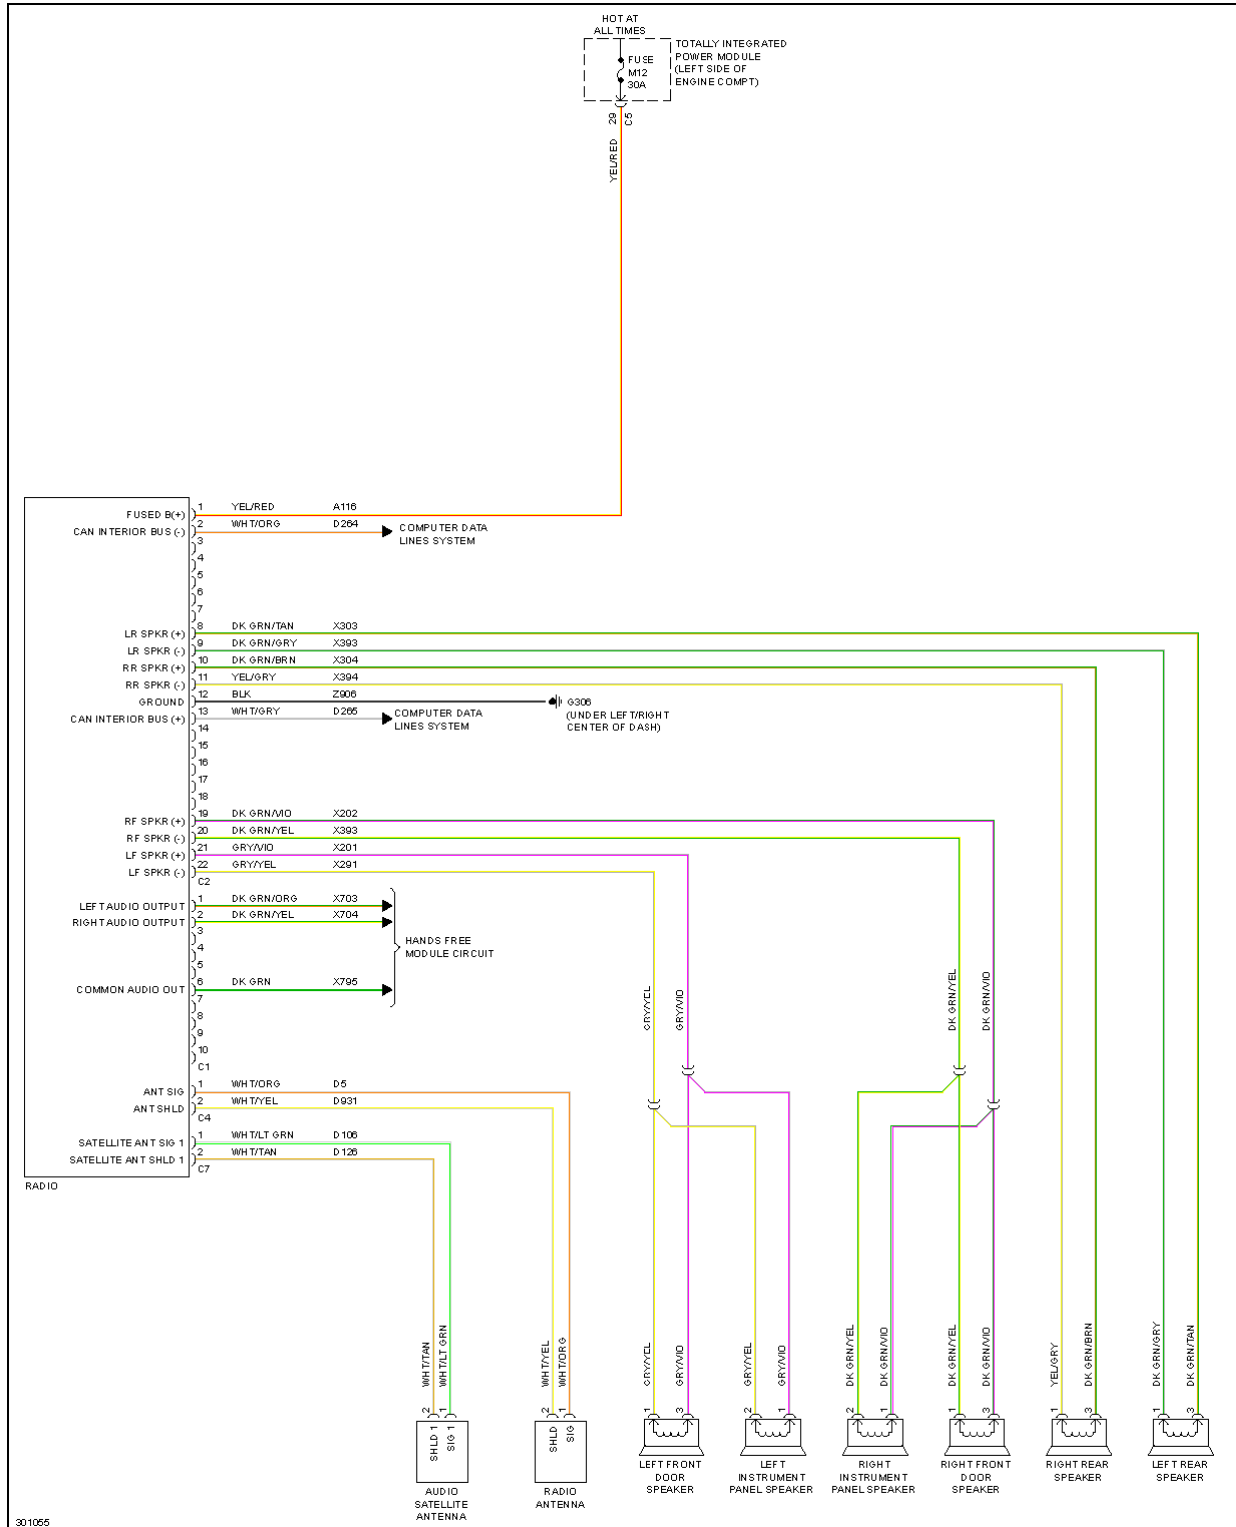 HOT AT
ALL TIMES
TOTALLY INTEGRATED
POWER MODULE
(LEFT SIDE OF
ENGINE COMPT)
FUSE
M12
30A
29
C5
YEL/RED
FUSED B(+) 1 YEL/RED A116
CAN INTERIOR BUS (-) 2 WHT/ORG D264
COMPUTER DATA
LINES SYSTEM
3
4
5
6
7
LR SPKR (+) 8 DK GRN/TAN X303
LR SPKR (-) 9 DK GRN/GRY X393
RR SPKR (+) 10 DK GRN/BRN X304
RR SPKR (-) 11 YEL/GRY X394
GROUND 12 BLK Z906
G306
(UNDER LEFT/RIGHT
CENTER OF DASH)
CAN INTERIOR BUS (+) 13 WHT/GRY D265
COMPUTER DATA
LINES SYSTEM
14
15
16
17
18
RF SPKR (+) 19 DK GRN/VIO X202
RF SPKR (-) 20 DK GRN/YEL X393
LF SPKR (+) 21 GRY/VIO X201
LF SPKR (-) 22 GRY/YEL X291
C2
LEFT AUDIO OUTPUT 1 DK GRN/ORG X703
RIGHT AUDIO OUTPUT 2 DK GRN/YEL X704
3
4
5
HANDS FREE
MODULE CIRCUIT
COMMON AUDIO OUT 6 DK GRN X795
7
8
9
10
C1
ANT SIG 1 WHT/ORG D5
ANT SHLD 2 WHT/YEL D931
C4
SATELLITE ANT SIG 1 1 WHT/LT GRN D106
SATELLITE ANT SHLD 1 2 WHT/TAN D126
C7
RADIO
GRY/YEL
GRY/VIO
DK GRN/YEL
DK GRN/VIO
WHT/TAN
WHT/LT GRN
WHT/YEL
WHT/ORG
GRY/YEL
GRY/VIO
GRY/YEL
GRY/VIO
DK GRN/YEL
DK GRN/VIO
DK GRN/YEL
DK GRN/VIO
YEL/GRY
DK GRN/BRN
DK GRN/GRY
DK GRN/TAN
2 1 2 1 1 3 2 1 2 1 1 3 1 3 1 3
SHLD 1
SIG 1
SHLD
SIG
AUDIO
SATELLITE
ANTENNA
RADIO
ANTENNA
LEFT FRONT
DOOR
SPEAKER
LEFT
INSTRUMENT
PANEL SPEAKER
RIGHT
INSTRUMENT
PANEL SPEAKER
RIGHT FRONT
DOOR
SPEAKER
RIGHT REAR
SPEAKER
LEFT REAR
SPEAKER
301055